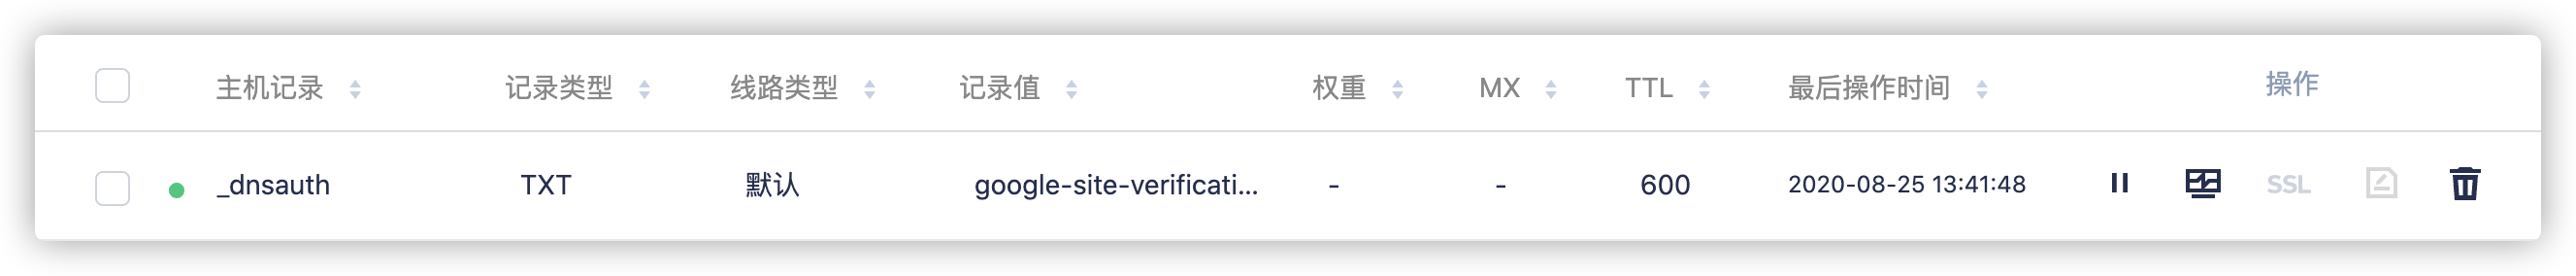 主机记录 记录类型 线路类型 记录值 权重 MX TTL 最后操作时间 操作
_dnsauth TXT 默认 google-site-verificati... - - 600 2020-08-25 13:41:48 SSL